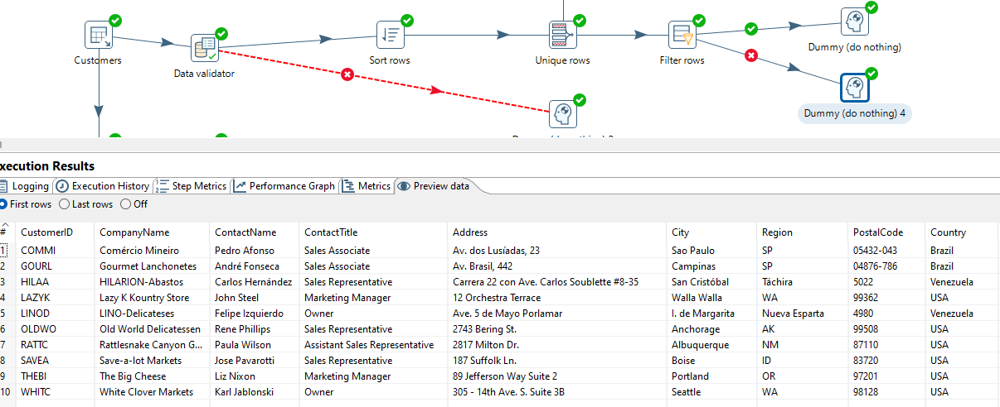 Customers
Data validator
Sort rows
Unique rows
Filter rows
Dummy (do nothing)
Dummy (do nothing) 4
xecution Results
Logging Execution History Step Metrics Performance Graph Metrics Preview data
First rows Last rows Off
# CustomerID CompanyName ContactName ContactTitle Address City Region PostalCode Country
1 COMMI Comércio Mineiro Pedro Afonso Sales Associate Av. dos Lusíadas, 23 Sao Paulo SP 05432-043 Brazil
2 GOURL Gourmet Lanchonetes André Fonseca Sales Associate Av. Brasil, 442 Campinas SP 04876-786 Brazil
3 HILAA HILARION-Abastos Carlos Hernández Sales Representative Carrera 22 con Ave. Carlos Soublette #8-35 San Cristóbal Táchira 5022 Venezuela
4 LAZYK Lazy K Kountry Store John Steel Marketing Manager 12 Orchestra Terrace Walla Walla WA 99362 USA
5 LINOD LINO-Delicateses Felipe Izquierdo Owner Ave. 5 de Mayo Porlamar I. de Margarita Nueva Esparta 4980 Venezuela
6 OLDWO Old World Delicatessen Rene Phillips Sales Representative 2743 Bering St. Anchorage AK 99508 USA
7 RATTC Rattlesnake Canyon G... Paula Wilson Assistant Sales Representative 2817 Milton Dr. Albuquerque NM 87110 USA
8 SAVEA Save-a-lot Markets Jose Pavarotti Sales Representative 187 Suffolk Ln. Boise ID 83720 USA
9 THEBI The Big Cheese Liz Nixon Marketing Manager 89 Jefferson Way Suite 2 Portland OR 97201 USA
10 WHITC White Clover Markets Karl Jablonski Owner 305 - 14th Ave. S. Suite 3B Seattle WA 98128 USA